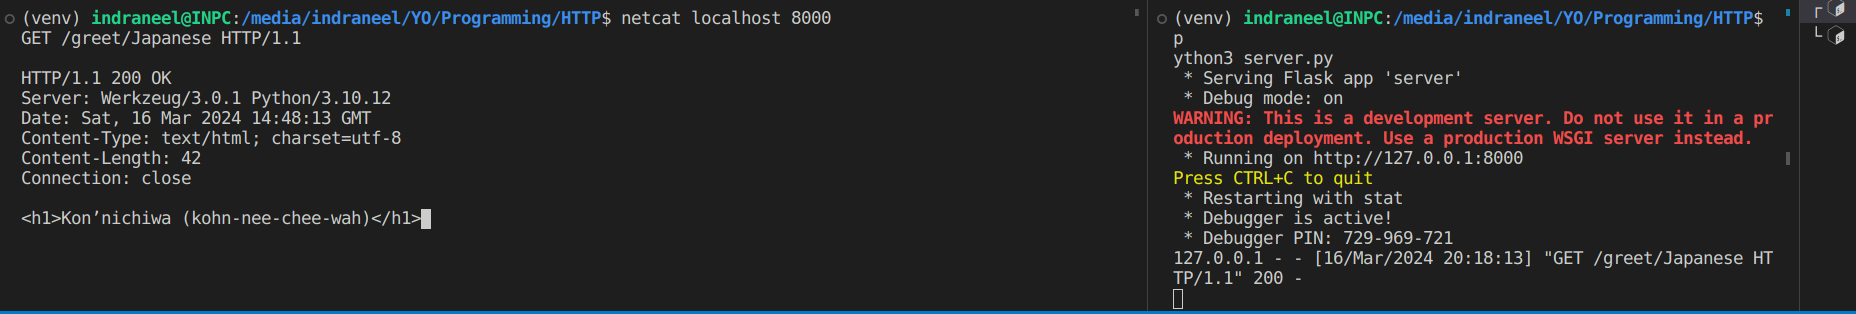 (venv) indraneel@INPC:/media/indraneel/YO/Programming/HTTP$ netcat localhost 8000
GET /greet/Japanese HTTP/1.1
HTTP/1.1 200 OK
Server: Werkzeug/3.0.1 Python/3.10.12
Date: Sat, 16 Mar 2024 14:48:13 GMT
Content-Type: text/html; charset=utf-8
Content-Length: 42
Connection: close
<h1>Kon’nichiwa (kohn-nee-chee-wah)</h1>
(venv) indraneel@INPC:/media/indraneel/YO/Programming/HTTP$
p
ython3 server.py
* Serving Flask app 'server'
* Debug mode: on
WARNING: This is a development server. Do not use it in a pr
oduction deployment. Use a production WSGI server instead.
* Running on http://127.0.0.1:8000
Press CTRL+C to quit
* Restarting with stat
* Debugger is active!
* Debugger PIN: 729-969-721
127.0.0.1 - - [16/Mar/2024 20:18:13] "GET /greet/Japanese HT
TP/1.1" 200 -